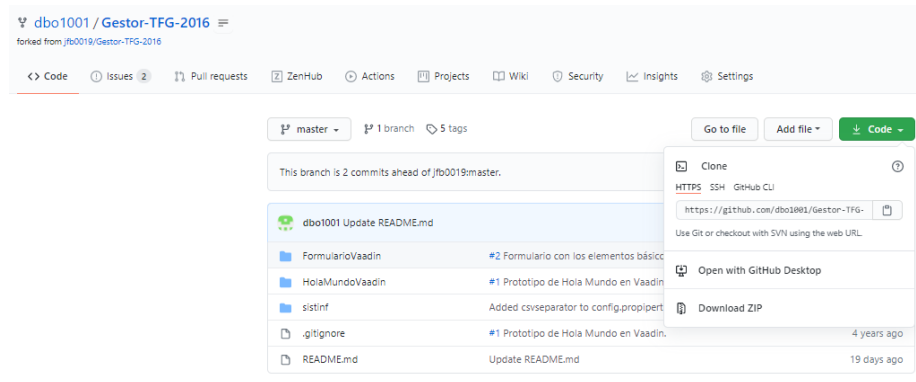 dbo1001 / Gestor-TFG-2016
forked from jfb0019/Gestor-TFG-2016
Code Issues 2 Pull requests ZenHub Actions Projects Wiki Security Insights Settings
master 1 branch 5 tags Go to file Add file Code
This branch is 2 commits ahead of jfb0019:master.
Clone
HTTPS SSH GitHub CLI
https://github.com/dbo1001/Gestor-TFG-
Use Git or checkout with SVN using the web URL.
Open with GitHub Desktop
Download ZIP
dbo1001 Update README.md
FormularioVaadin #2 Formulario con los elementos básicc
HolaMundoVaadin #1 Prototipo de Hola Mundo en Vaadin.
sistinf Added csvseparator to config.propipert
.gitignore #1 Prototipo de Hola Mundo en Vaadin. 4 years ago
README.md Update README.md 19 days ago